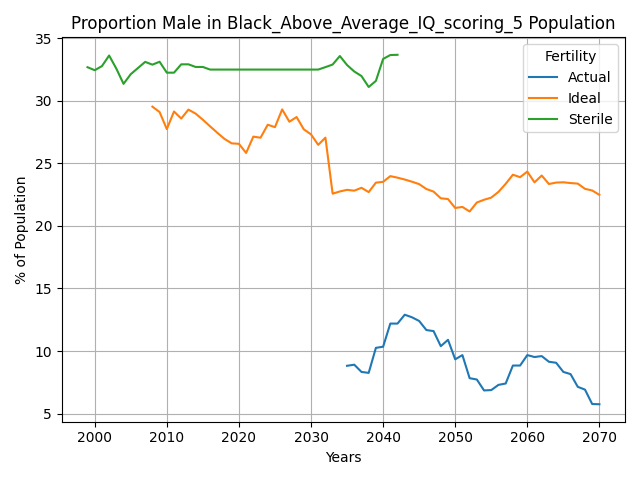 Proportion Male in Black_Above_Average_IQ_scoring_5 Population
Fertility
Actual
Ideal
Sterile
% of Population
35
30
25
20
15
10
5
2000 2010 2020 2030 2040 2050 2060 2070
Years